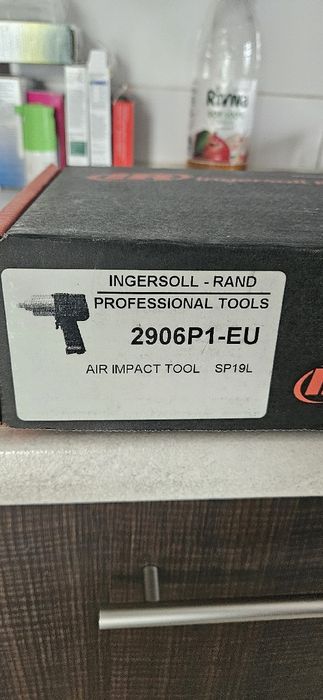 INGERSOLL - RAND
PROFESSIONAL TOOLS
2906P1-EU
AIR IMPACT TOOL SP19L